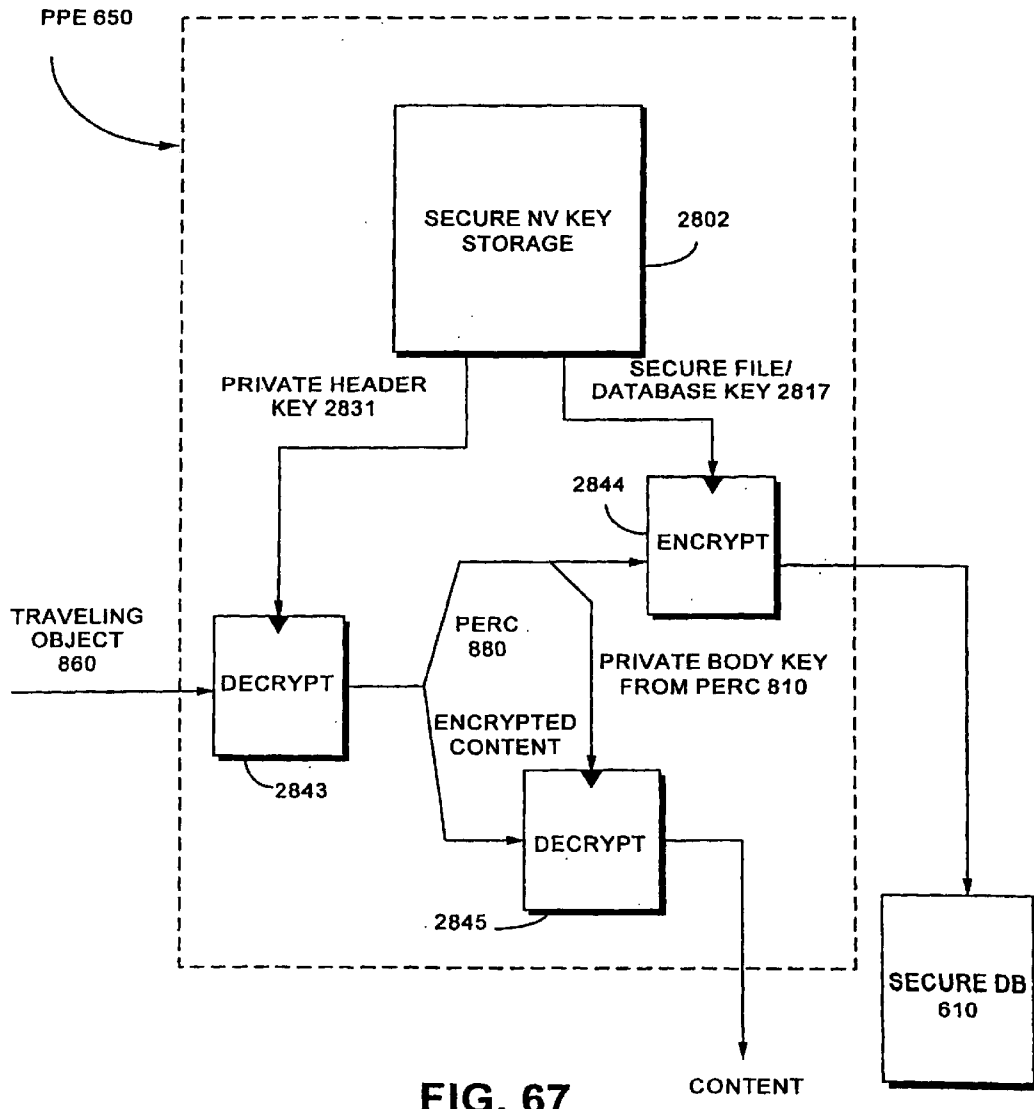 PPE 650
SECURE NV KEY
STORAGE
2802
PRIVATE HEADER
KEY 2831
SECURE FILE/
DATABASE KEY 2817
2844
ENCRYPT
TRAVELING
OBJECT
860
DECRYPT
PERC
880
PRIVATE BODY KEY
FROM PERC 810
ENCRYPTED
CONTENT
2843
DECRYPT
2845
SECURE DB
610
CONTENT
FIG. 67